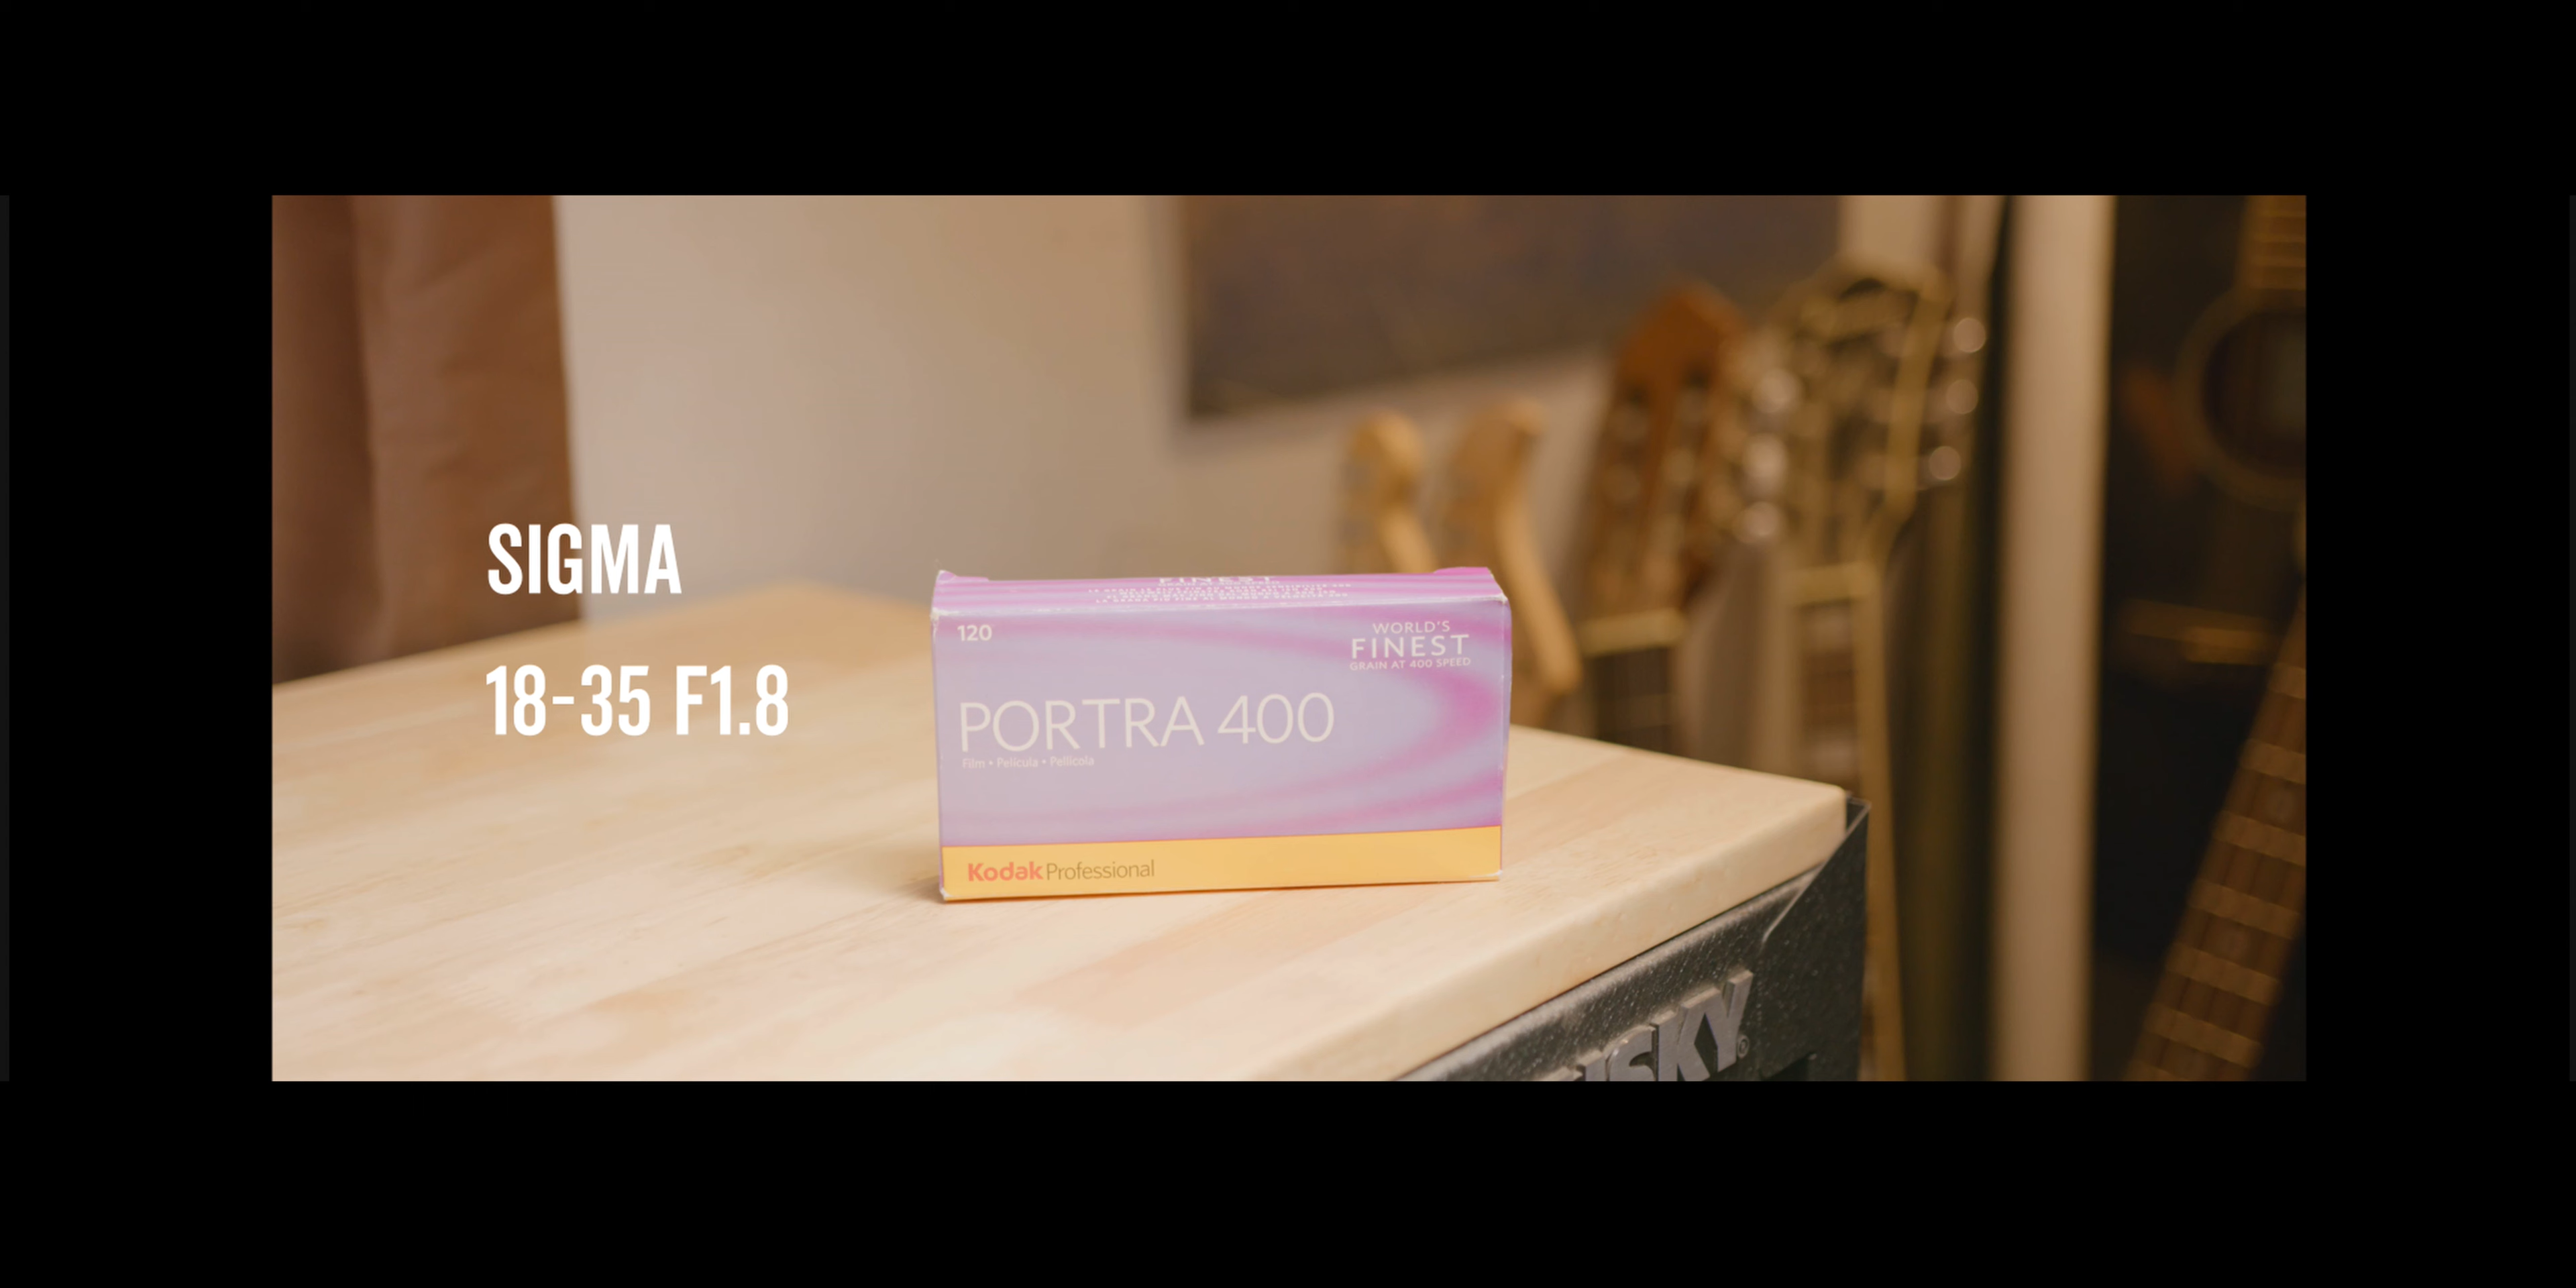 SIGMA
18-35 F1.8
FINEST
120
WORLD'S
FINEST
GRAIN AT 400 SPEED
PORTRA 400
Film • Película • Pellicola
Kodak Professional